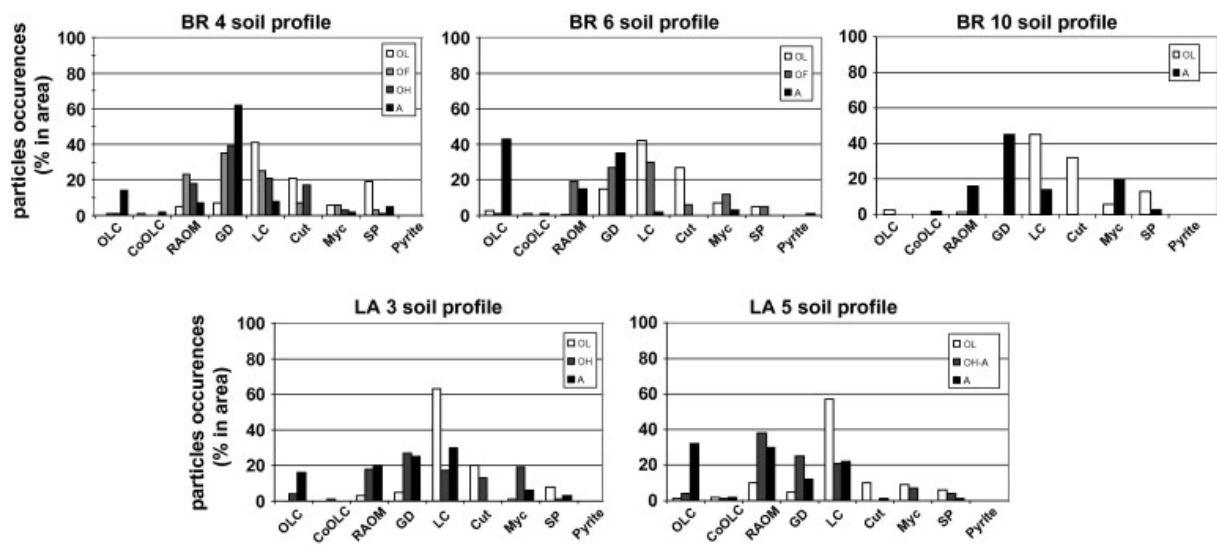 BR 4 soil profile
particles occurences
(% in area)
100
80
60
40
20
0
OL
OF
OH
A
OLC
CoOLC
RAOM
GD
LC
Cut
Myc
SP
Pyrite
BR 6 soil profile
100
80
60
40
20
0
OL
OF
A
OLC
CoOLC
RAOM
GD
LC
Cut
Myc
SP
Pyrite
BR 10 soil profile
100
80
60
40
20
0
OL
A
OLC
CoOLC
RAOM
GD
LC
Cut
Myc
SP
Pyrite
LA 3 soil profile
particles occurences
(% in area)
100
80
60
40
20
0
OL
OH
A
OLC
CoOLC
RAOM
GD
LC
Cut
Myc
SP
Pyrite
LA 5 soil profile
100
80
60
40
20
0
OL
OH-A
A
OLC
CoOLC
RAOM
GD
LC
Cut
Myc
SP
Pyrite